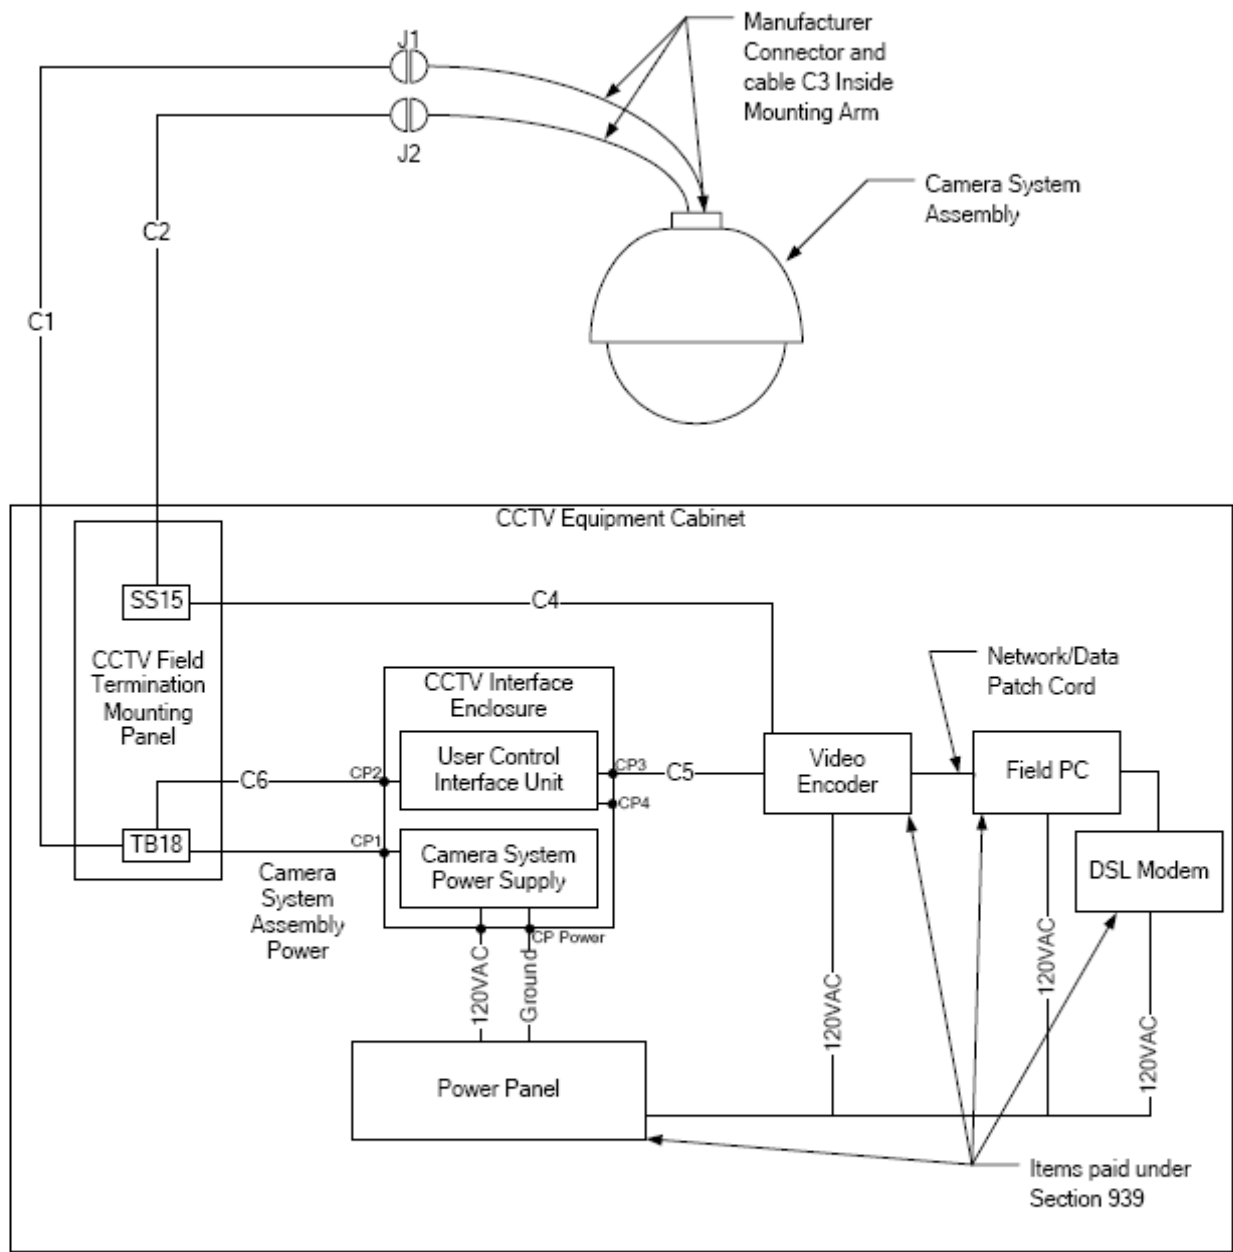 J1
Manufacturer
Connector and
cable C3 Inside
Mounting Arm
J2
Camera System
Assembly
C2
C1
CCTV Equipment Cabinet
SS15
C4
CCTV Field
Termination
Mounting
Panel
CCTV Interface
Enclosure
Network/Data
Patch Cord
User Control
Interface Unit
CP2
C6
CP3
C5
CP4
Video
Encoder
Field PC
TB18
CP1
Camera System
Power Supply
DSL Modem
Camera
System
Assembly
Power
CP Power
120VAC
Ground
120VAC
120VAC
120VAC
Power Panel
Items paid under
Section 939